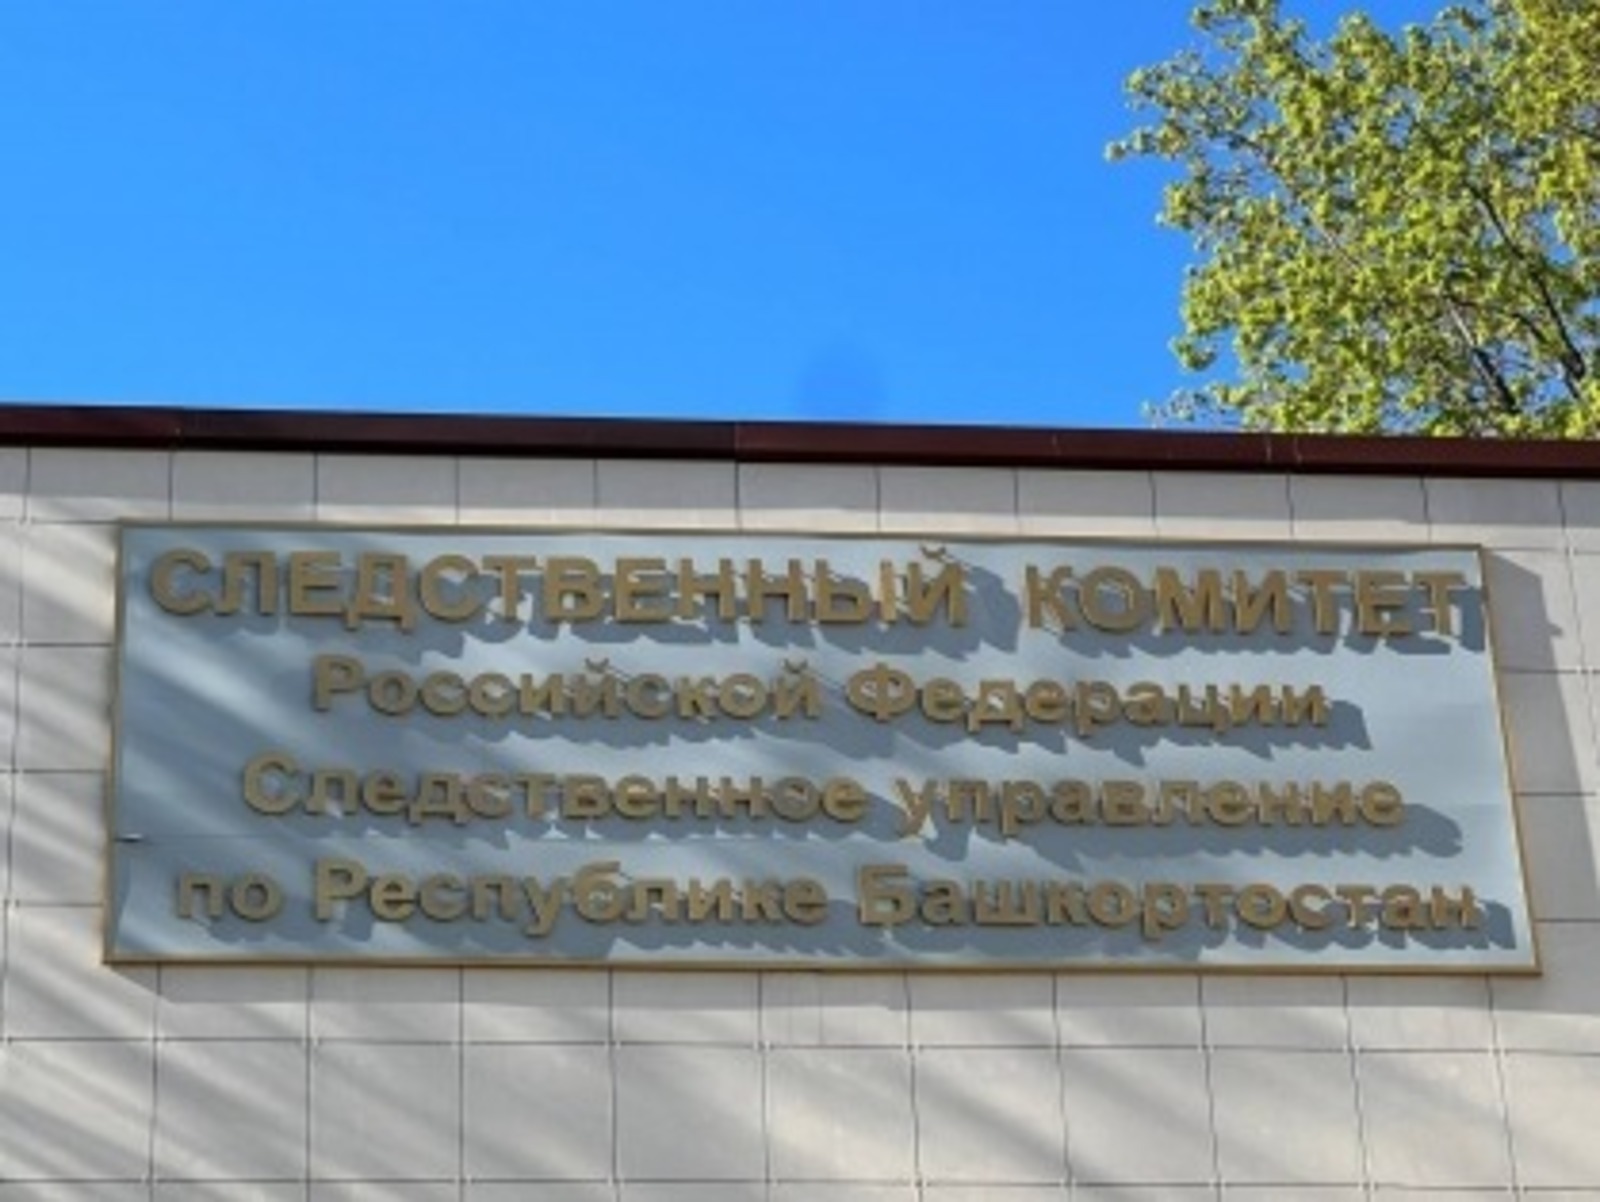 СЛЕДСТВЕННЫЙ КОМИТЕТ
Российской Федерации
Следственное управление
по Республике Башкортостан